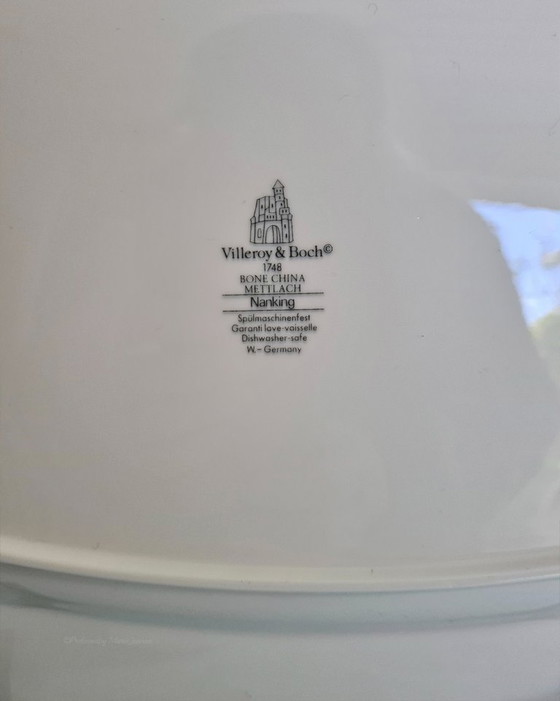 Villeroy & Boch©
1748
BONE CHINA
METTLACH
Nanking
Spülmaschinenfest
Garanti lave-vaisselle
Dishwasher-safe
W.– Germany